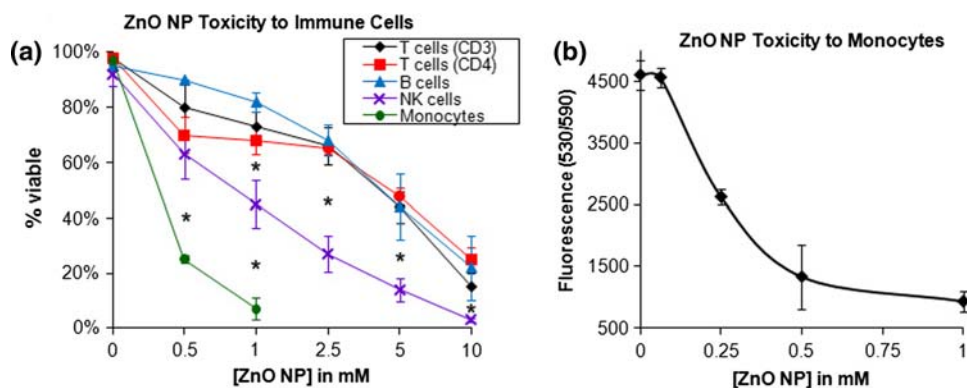 ZnO NP Toxicity to Immune Cells
(a)
100%
80%
60%
40%
20%
0%
% viable
T cells (CD3)
T cells (CD4)
B cells
NK cells
Monocytes
*
*
*
*
*
*
0 0.5 1 2.5 5 10
[ZnO NP] in mM
(b)
ZnO NP Toxicity to Monocytes
4500
3500
2500
1500
500
Fluorescence (530/590)
0 0.25 0.5 0.75 1
[ZnO NP] in mM